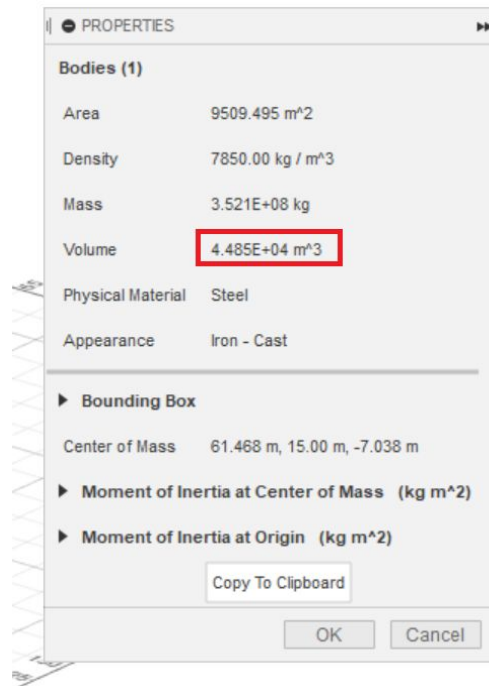 PROPERTIES
Bodies (1)
Area 9509.495 m^2
Density 7850.00 kg / m^3
Mass 3.521E+08 kg
Volume 4.485E+04 m^3
Physical Material Steel
Appearance Iron - Cast
Bounding Box
Center of Mass 61.468 m, 15.00 m, -7.038 m
Moment of Inertia at Center of Mass (kg m^2)
Moment of Inertia at Origin (kg m^2)
Copy To Clipboard
OK Cancel